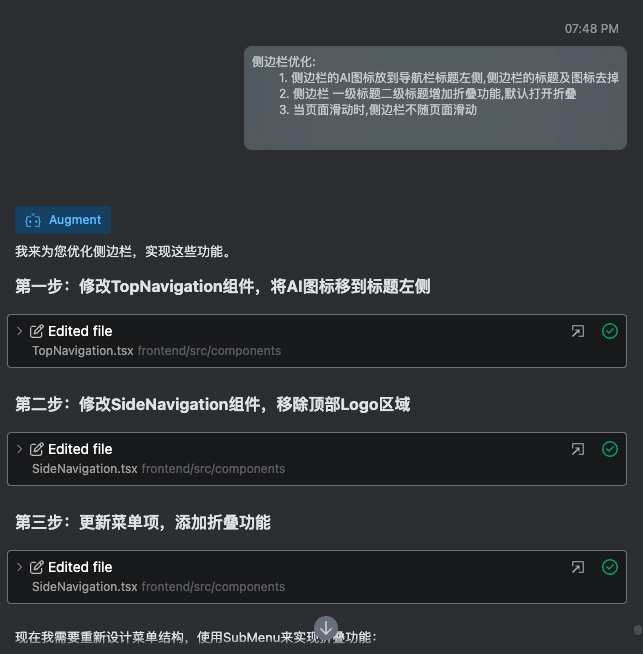 07:48 PM
侧边栏优化:
1. 侧边栏的AI图标放到导航栏标题左侧,侧边栏的标题及图标去掉
2. 侧边栏 一级标题二级标题增加折叠功能,默认打开折叠
3. 当页面滑动时,侧边栏不随页面滑动
Augment
我来为您优化侧边栏，实现这些功能。
第一步：修改TopNavigation组件，将AI图标移到标题左侧
Edited file
TopNavigation.tsx frontend/src/components
第二步：修改SideNavigation组件，移除顶部Logo区域
Edited file
SideNavigation.tsx frontend/src/components
第三步：更新菜单项，添加折叠功能
Edited file
SideNavigation.tsx frontend/src/components
现在我需要重新设计菜单结构，使用SubMenu来实现折叠功能：